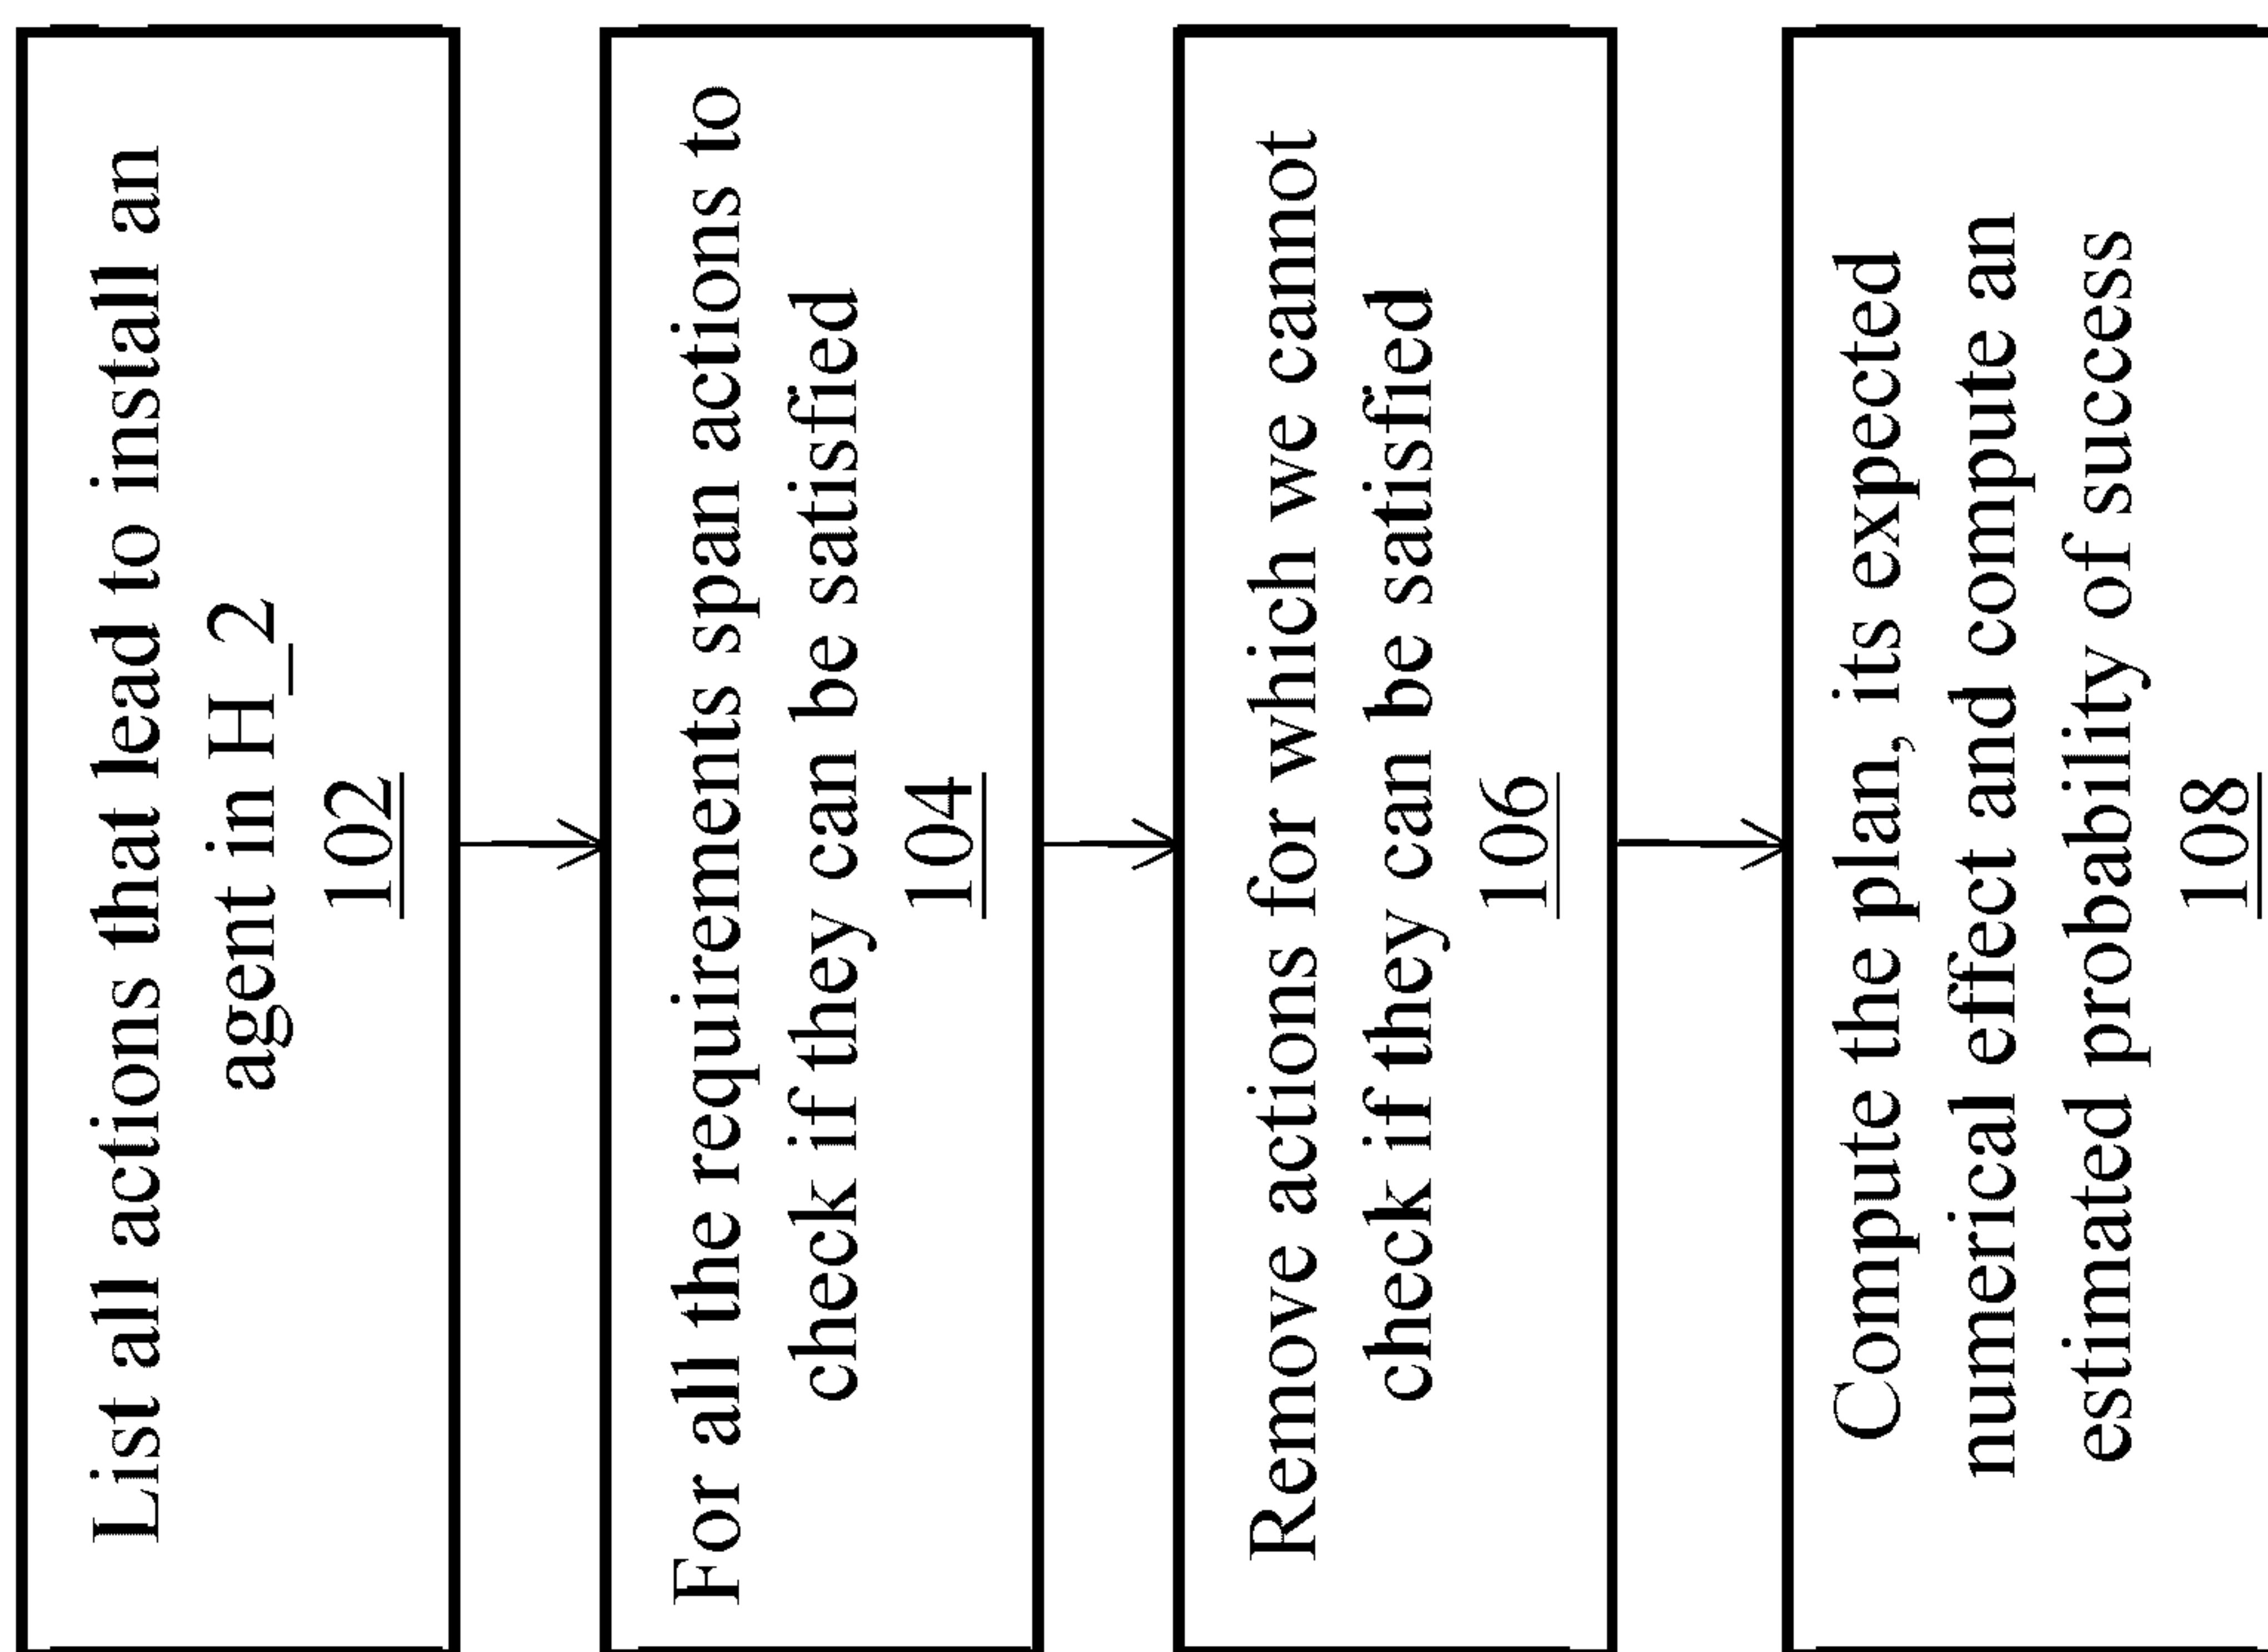 List all actions that lead to install an
agent in H_2
102
For all the requirements span actions to
check if they can be satisfied
104
Remove actions for which we cannot
check if they can be satisfied
106
Compute the plan, its expected
numerical effect and compute an
estimated probability of success
108